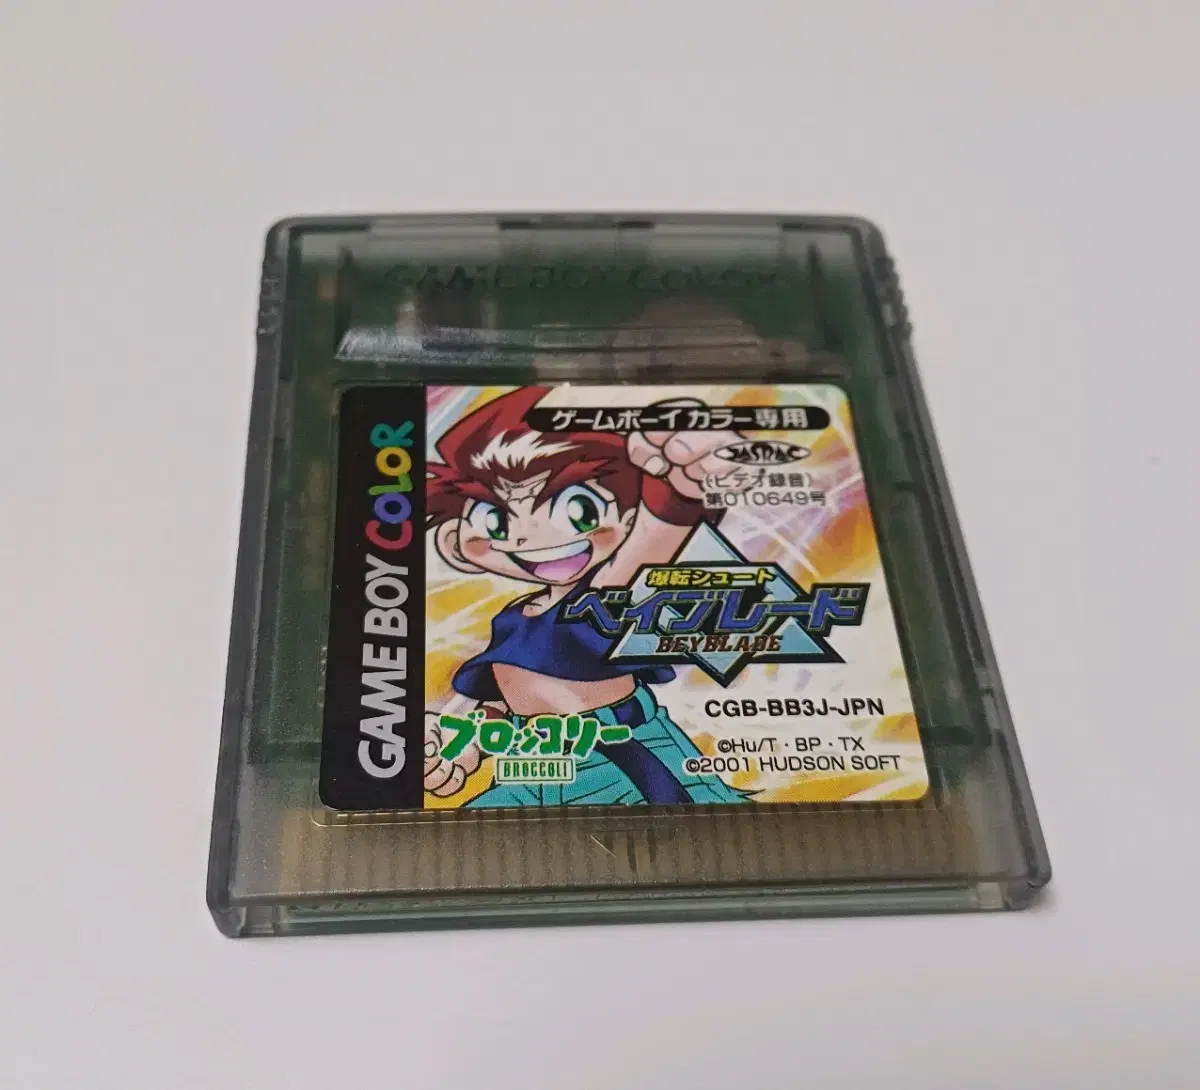 GAME BOY COLOR
GAME BOY COLOR
ゲームボーイカラー専用
JASRAC
(ビデオ録音)
第010649号
爆転シュート
ベイブレード
BEYBLADE
CGB-BB3J-JPN
ブロッコリー
BROCCOLI
©Hu/T・BP・TX
©2001 HUDSON SOFT